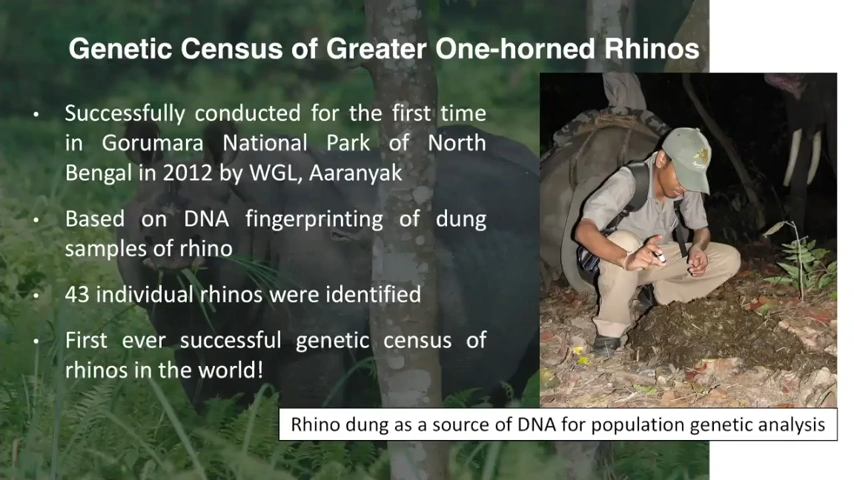 Genetic Census of Greater One-horned Rhinos
• Successfully conducted for the first time
in Gorumara National Park of North
Bengal in 2012 by WGL, Aaranyak
• Based on DNA fingerprinting of dung
samples of rhino
• 43 individual rhinos were identified
• First ever successful genetic census of
rhinos in the world!
Rhino dung as a source of DNA for population genetic analysis